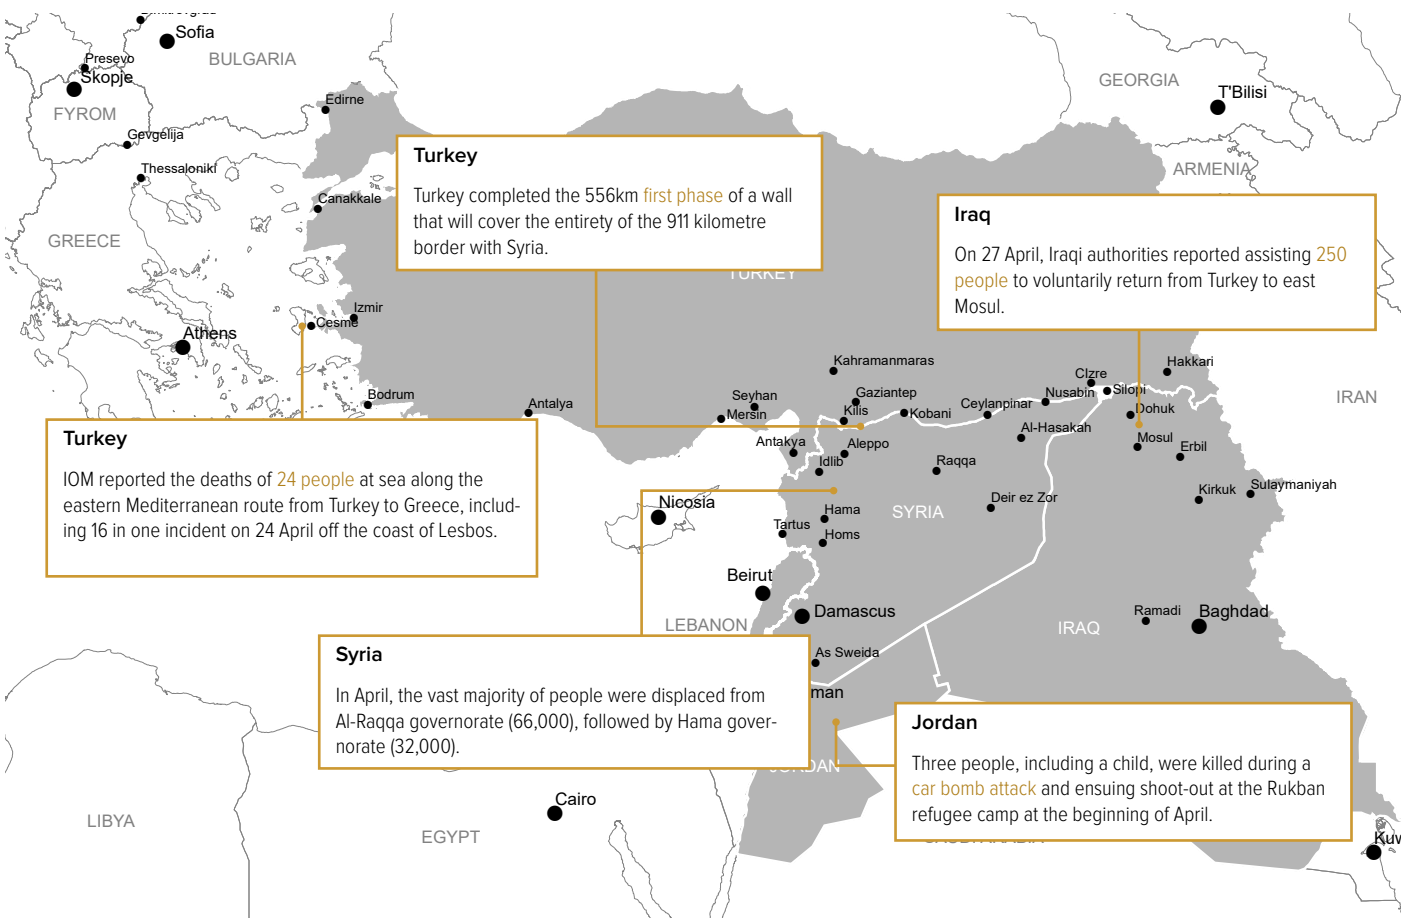 Sofia
BULGARIA
Presevo
Skopje
FYROM
Gevgelija
Thessaloniki
Edirne
Canakkale
GREECE
GEORGIA
T'Bilisi
ARMENIA
Turkey
Turkey completed the 556km first phase of a wall
that will cover the entirety of the 911 kilometre
border with Syria.
TURKEY
Iraq
On 27 April, Iraqi authorities reported assisting 250
people to voluntarily return from Turkey to east
Mosul.
Izmir
Cesme
Athens
Bodrum
Antalya
Kahramanmaras
Seyhan
Mersin
Gaziantep
Kilis
Kobani
Ceylanpinar
Nusabin
CIzre
Silopi
Hakkari
Dohuk
IRAN
Antakya
Aleppo
Idlib
Al-Hasakah
Mosul
Erbil
Raqqa
Kirkuk
Sulaymaniyah
Deir ez Zor
Turkey
IOM reported the deaths of 24 people at sea along the
eastern Mediterranean route from Turkey to Greece, includ-
ing 16 in one incident on 24 April off the coast of Lesbos.
Nicosia
Hama
SYRIA
Tartus
Homs
Beirut
Damascus
LEBANON
As Sweida
Ramadi
Baghdad
IRAQ
Syria
In April, the vast majority of people were displaced from
Al-Raqqa governorate (66,000), followed by Hama gover-
norate (32,000).
man
JORDAN
Jordan
Three people, including a child, were killed during a
car bomb attack and ensuing shoot-out at the Rukban
refugee camp at the beginning of April.
LIBYA
EGYPT
Cairo
Kuw